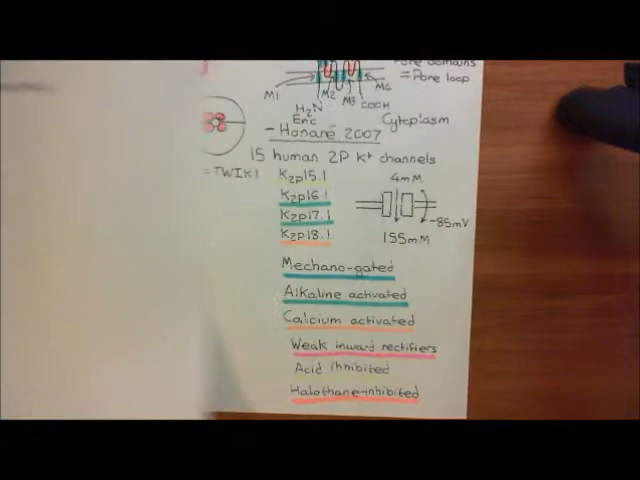 Pore domains
= Pore loop
M1
M2
M3
M4
H2N
COOH
Enc
Cytoplasm
- Honoré 2007
15 human 2P K+ channels
= TWIK1
K2p15.1
K2p16.1
K2p17.1
K2p18.1
4mM
-85mV
155mM
Mechano-gated
Alkaline activated
Calcium activated
Weak inward rectifiers
Acid inhibited
Halothane-inhibited